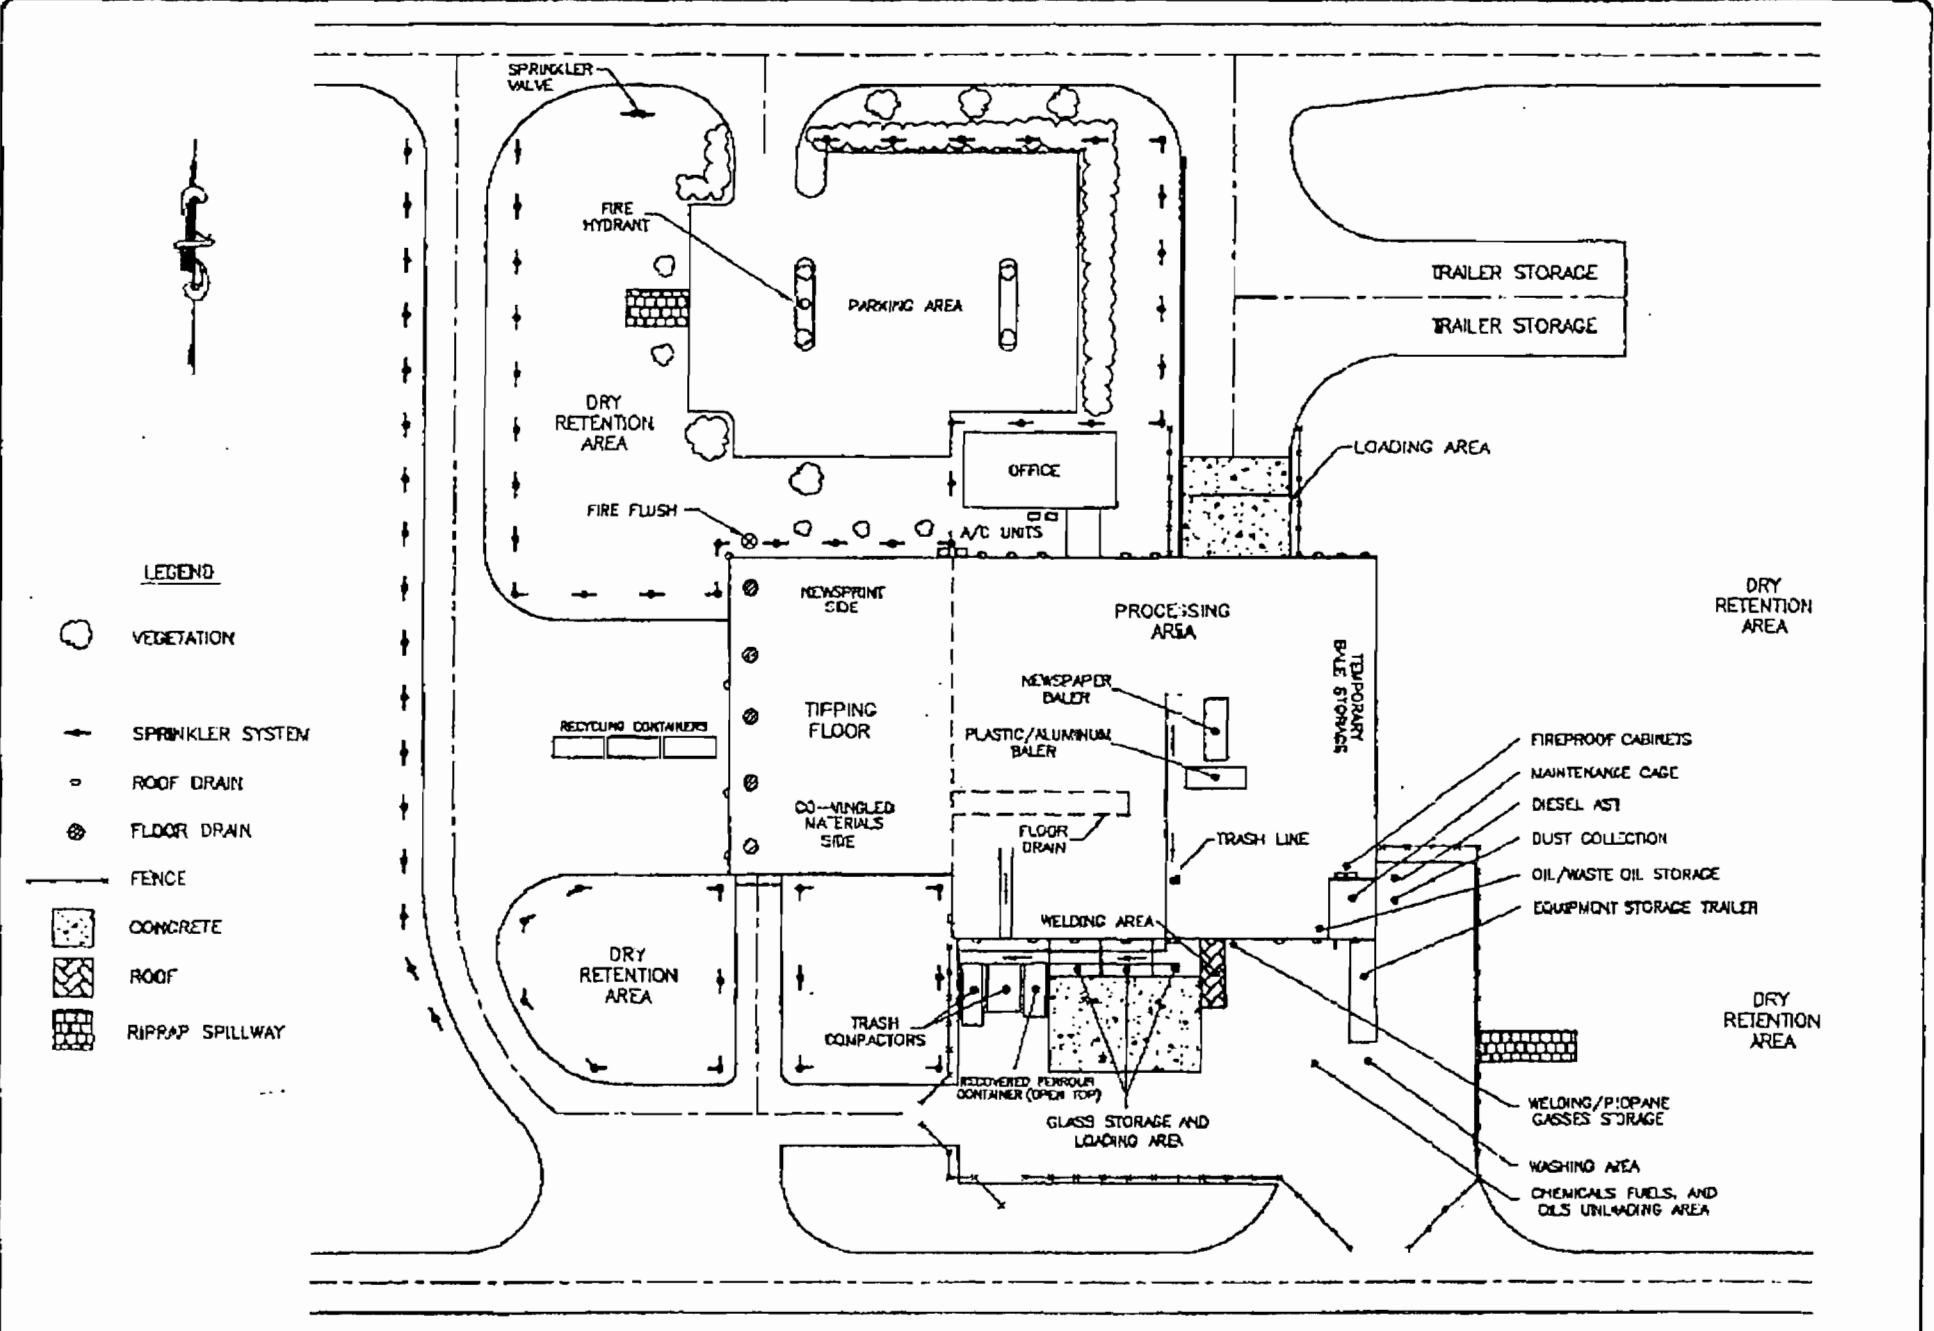 SPRINKLER
VALVE
FIRE
HYDRANT
PARKING AREA
TRAILER STORAGE
TRAILER STORAGE
DRY
RETENTION
AREA
LOADING AREA
OFFICE
FIRE FLUSH
A/C UNITS
LEGEND
VEGETATION
SPRINKLER SYSTEM
ROOF DRAIN
FLOOR DRAIN
FENCE
CONCRETE
ROOF
RIPRAP SPILLWAY
NEWSPRINT
SIDE
PROCESSING
AREA
DRY
RETENTION
AREA
TEMPORARY
BALE STORAGE
NEWSPAPER
BALER
TIPPING
FLOOR
RECYCLING CONTAINERS
PLASTIC/ALUMINUM
BALER
CO-MINGLED
MATERIALS
SIDE
FLOOR
DRAIN
TRASH LINE
FIREPROOF CABINETS
MAINTENANCE CAGE
DIESEL AST
DUST COLLECTION
OIL/WASTE OIL STORAGE
EQUIPMENT STORAGE TRAILER
WELDING AREA
DRY
RETENTION
AREA
TRASH
COMPACTORS
RECOVERED FERROUS
CONTAINER (OPEN TOP)
GLASS STORAGE AND
LOADING AREA
DRY
RETENTION
AREA
WELDING/PROPANE
GASSES STORAGE
WASHING AREA
CHEMICALS, FUELS, AND
OILS UNLOADING AREA